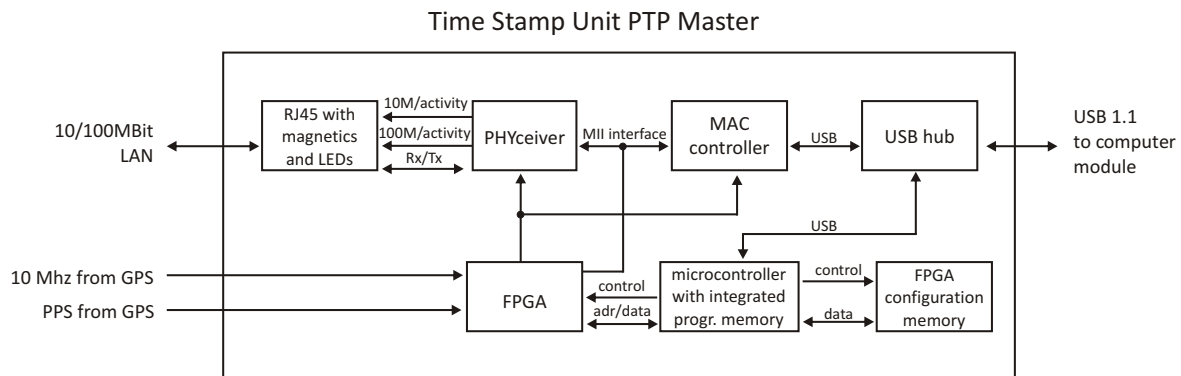 Time Stamp Unit PTP Master
10/100MBit
LAN
RJ45 with
magnetics
and LEDs
10M/activity
100M/activity
Rx/Tx
PHYceiver
MII interface
MAC
controller
USB
USB hub
USB 1.1
to computer
module
USB
10 Mhz from GPS
PPS from GPS
FPGA
control
adr/data
microcontroller
with integrated
progr. memory
control
data
FPGA
configuration
memory